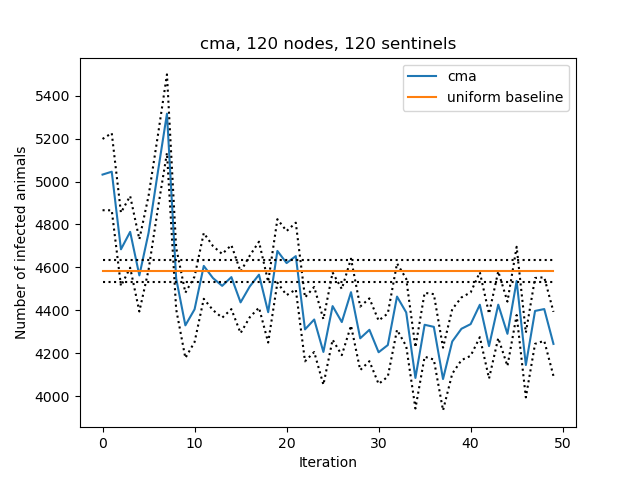 cma, 120 nodes, 120 sentinels
cma
uniform baseline
Number of infected animals
5400
5200
5000
4800
4600
4400
4200
4000
0 10 20 30 40 50
Iteration